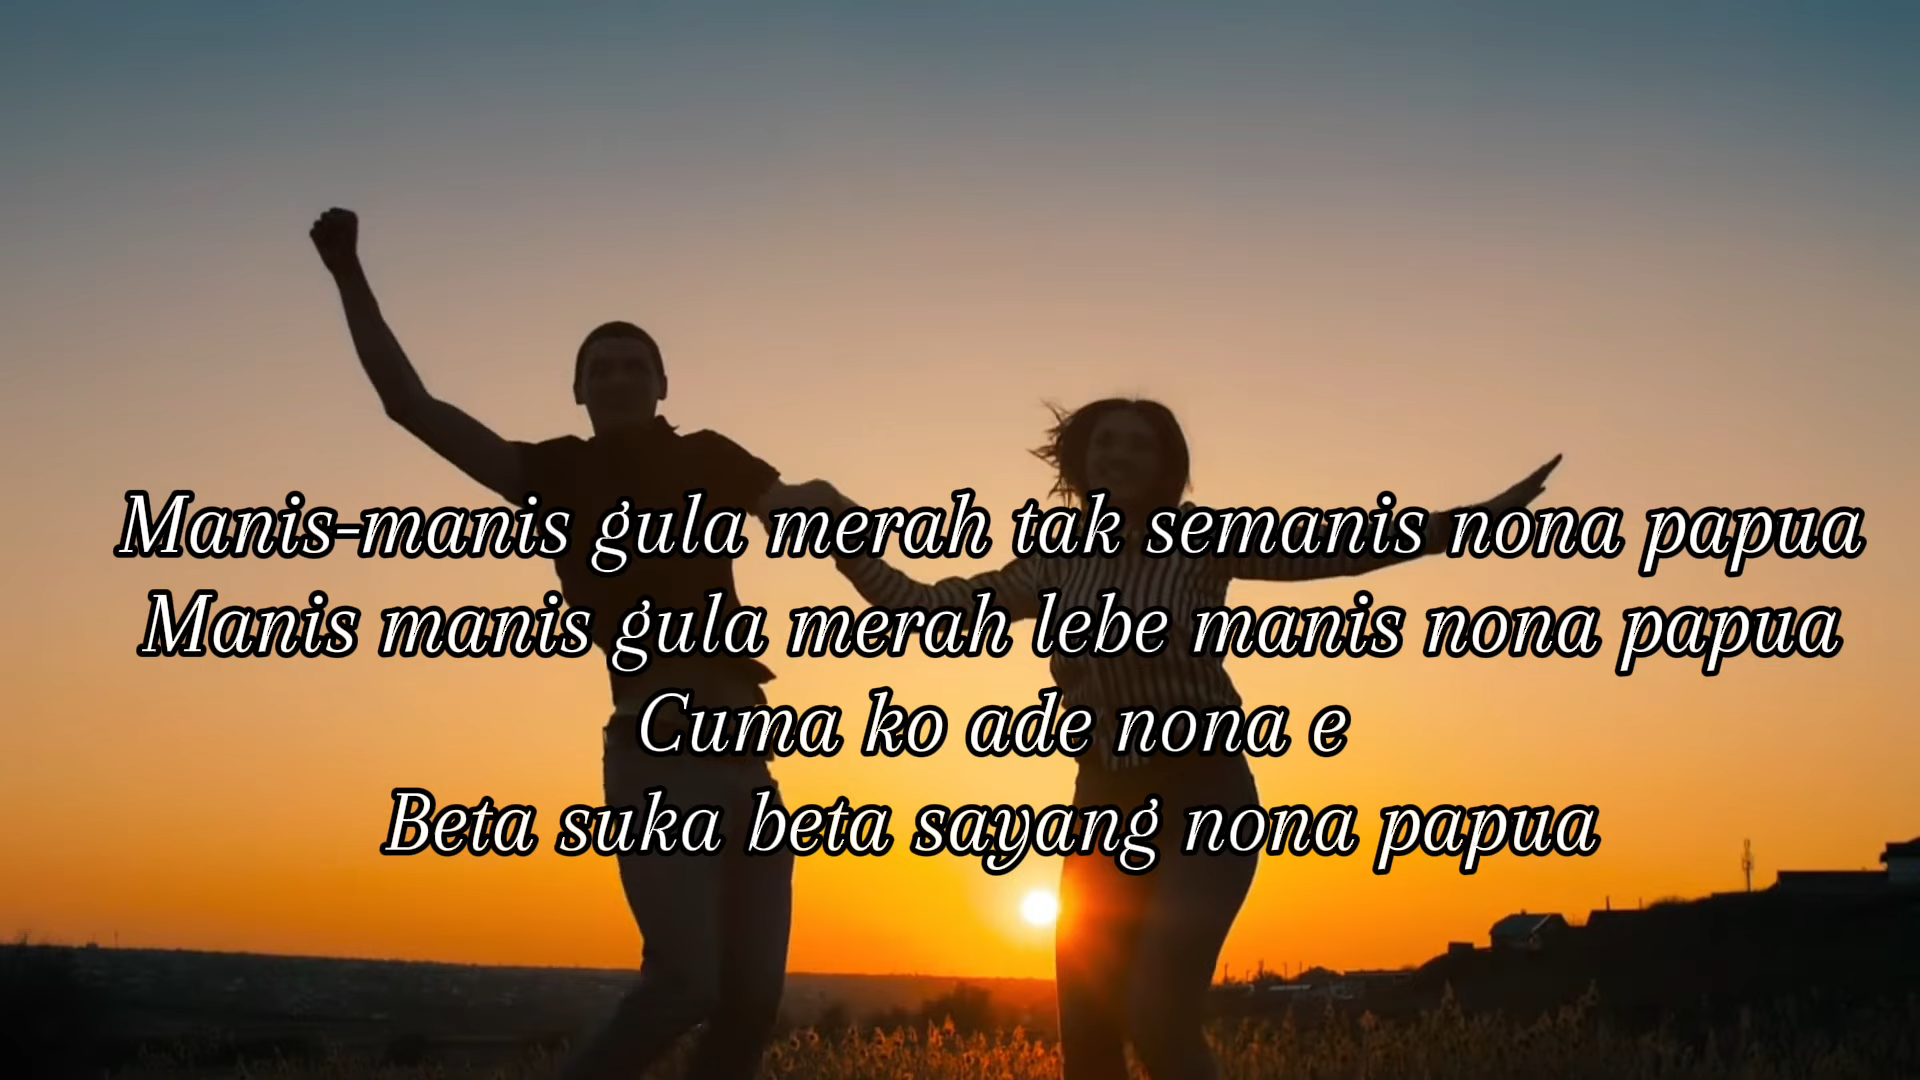 Manis-manis gula merah tak semanis nona papua
Manis manis gula merah lebe manis nona papua
Cuma ko ade nona e
Beta suka beta sayang nona papua